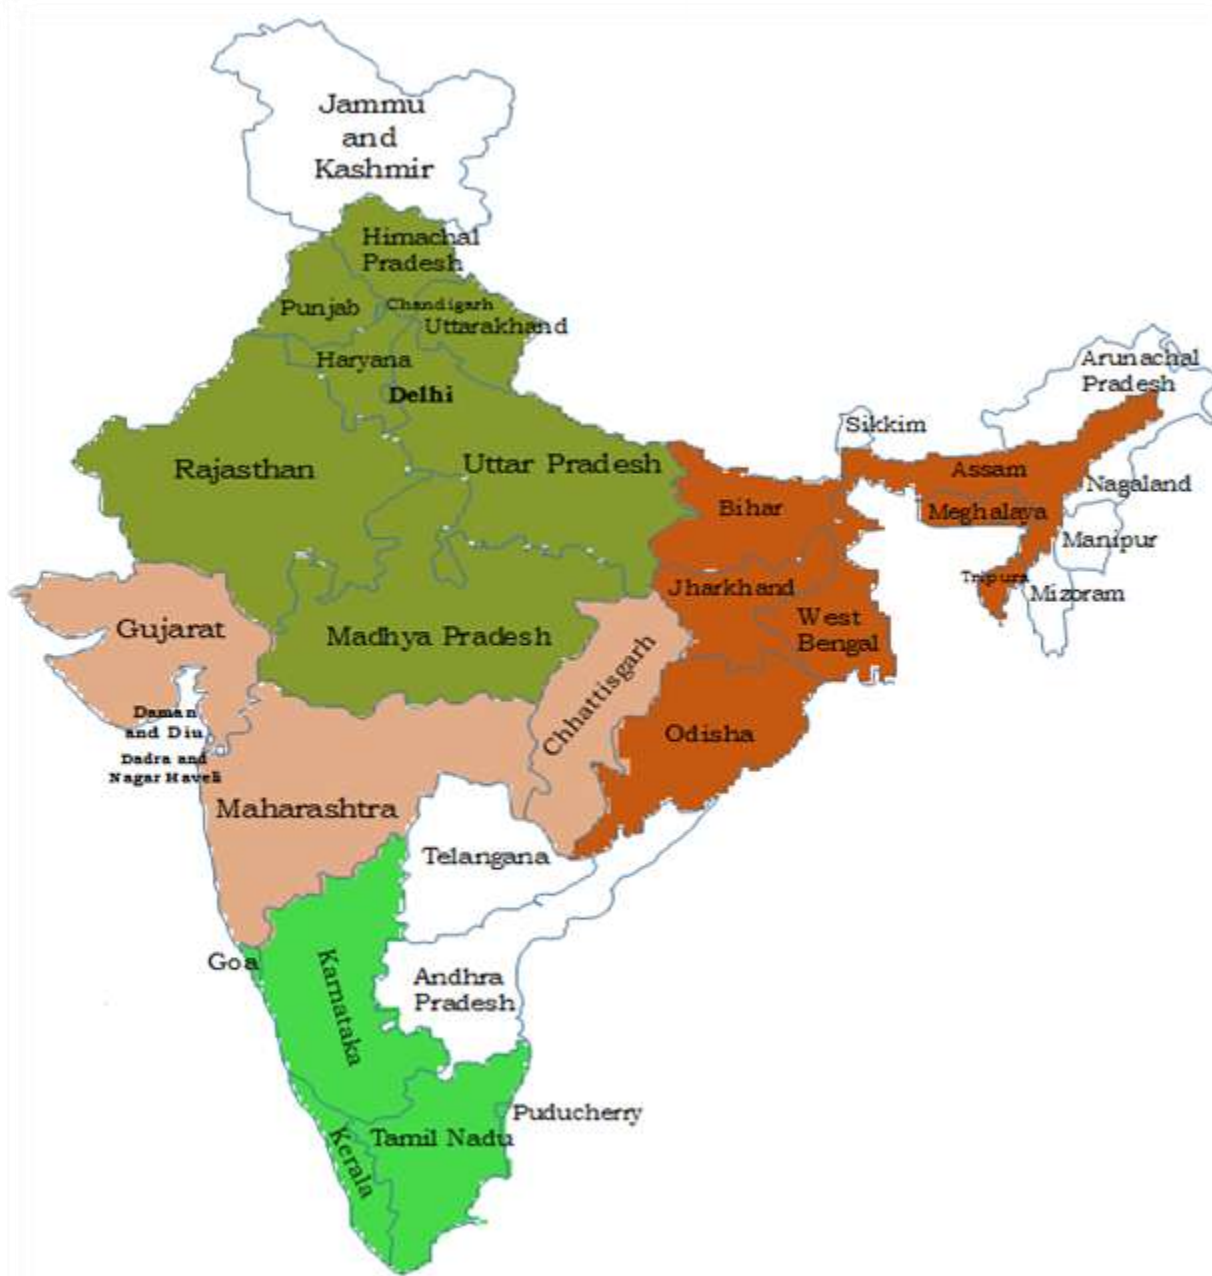 Jammu
and
Kashmir
Himachal
Pradesh
Punjab
Chandigarh
Uttarakhand
Haryana
Delhi
Arunachal
Pradesh
Sikkim
Rajasthan
Uttar Pradesh
Assam
Nagaland
Bihar
Meghalaya
Manipur
Tripura
Mizoram
Jharkhand
Gujarat
Madhya Pradesh
West
Bengal
Chhattisgarh
Daman
and Diu
Odisha
Dadra and
Nagar Haveli
Maharashtra
Telangana
Goa
Karnataka
Andhra
Pradesh
Puducherry
Kerala
Tamil Nadu